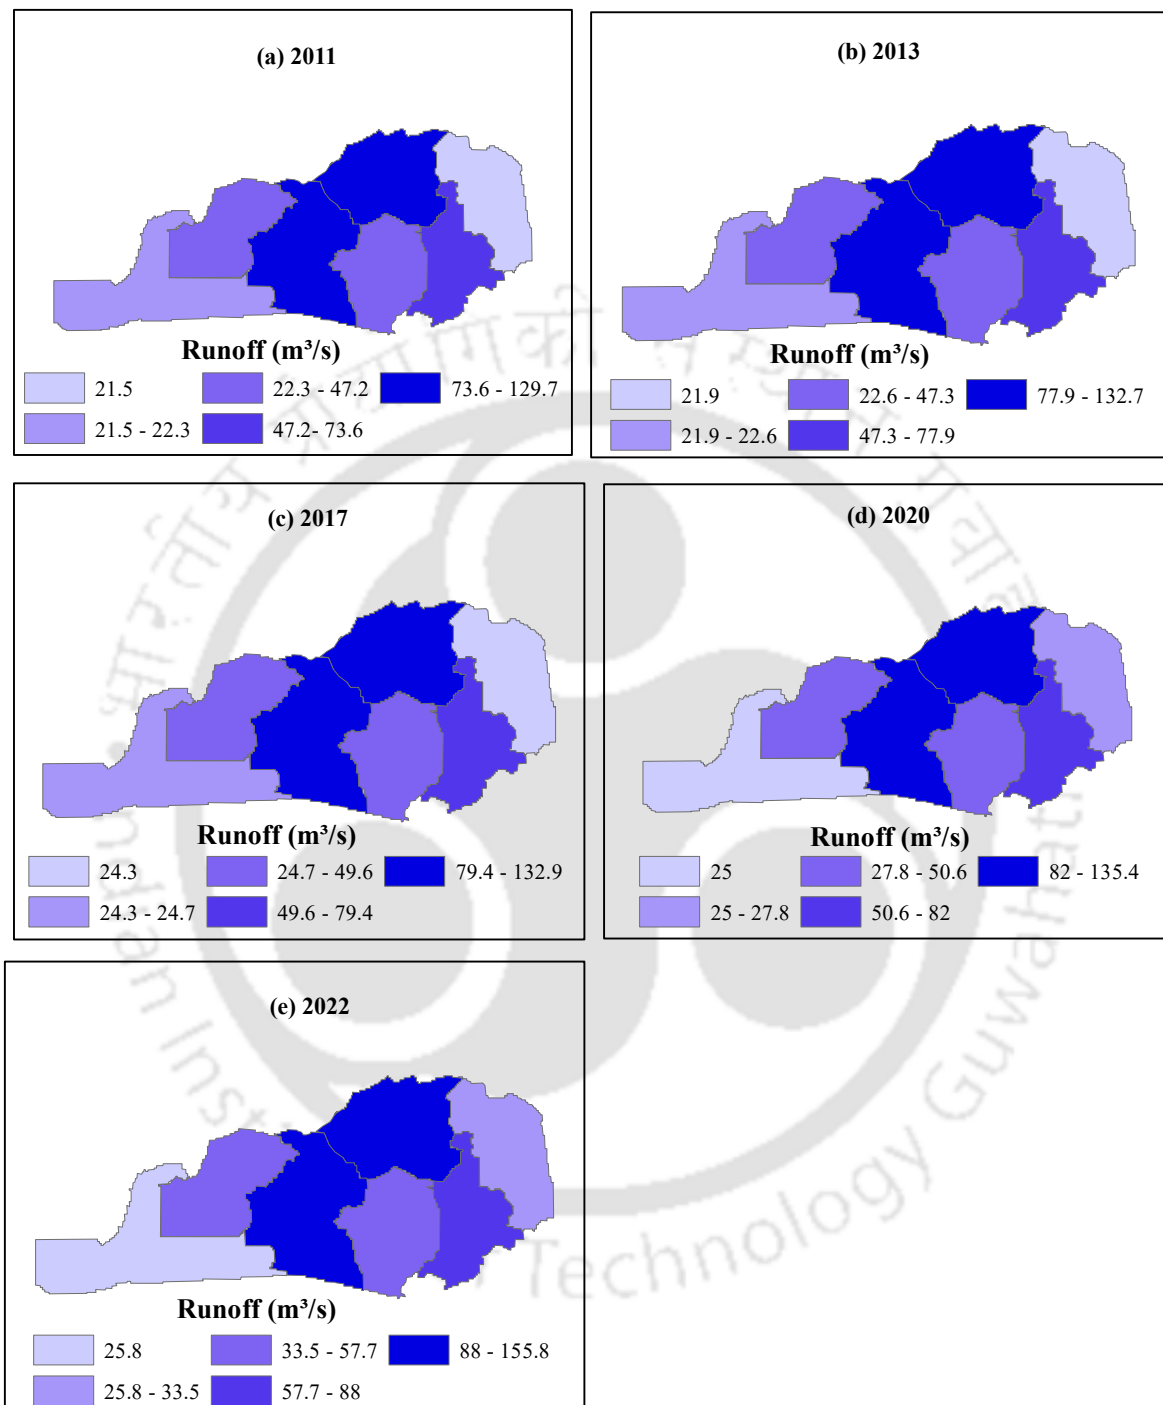 (a) 2011
Runoff (m³/s)
21.5
22.3 - 47.2
73.6 - 129.7
21.5 - 22.3
47.2- 73.6
(b) 2013
Runoff (m³/s)
21.9
22.6 - 47.3
77.9 - 132.7
21.9 - 22.6
47.3 - 77.9
(c) 2017
Runoff (m³/s)
24.3
24.7 - 49.6
79.4 - 132.9
24.3 - 24.7
49.6 - 79.4
(d) 2020
Runoff (m³/s)
25
27.8 - 50.6
82 - 135.4
25 - 27.8
50.6 - 82
(e) 2022
Runoff (m³/s)
25.8
33.5 - 57.7
88 - 155.8
25.8 - 33.5
57.7 - 88
Technology Guwahati
Indian